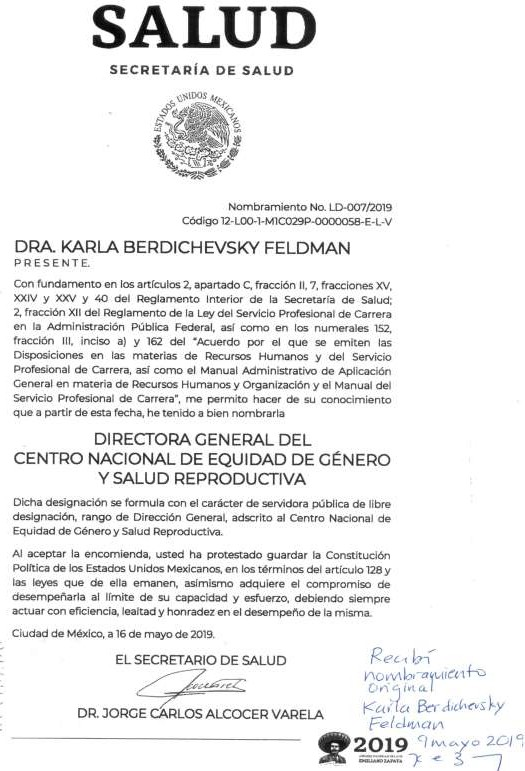 SALUD
SECRETARÍA DE SALUD
ESTADOS UNIDOS MEXICANOS
Nombramiento No. LD-007/2019
Código 12-L00-1-M1C029P-0000058-E-L-V
DRA. KARLA BERDICHEVSKY FELDMAN
PRESENTE.
Con fundamento en los artículos 2, apartado C, fracción II, 7, fracciones XV,
XXIV y XXV y 40 del Reglamento Interior de la Secretaría de Salud;
2, fracción XII del Reglamento de la Ley del Servicio Profesional de Carrera
en la Administración Pública Federal, así como en los numerales 152,
fracción III, inciso a) y 162 del "Acuerdo por el que se emiten las
Disposiciones en las materias de Recursos Humanos y del Servicio
Profesional de Carrera, así como el Manual Administrativo de Aplicación
General en materia de Recursos Humanos y Organización y el Manual del
Servicio Profesional de Carrera", me permito hacer de su conocimiento
que a partir de esta fecha, he tenido a bien nombrarla
DIRECTORA GENERAL DEL
CENTRO NACIONAL DE EQUIDAD DE GÉNERO
Y SALUD REPRODUCTIVA
Dicha designación se formula con el carácter de servidora pública de libre
designación, rango de Dirección General, adscrito al Centro Nacional de
Equidad de Género y Salud Reproductiva.
Al aceptar la encomienda, usted ha protestado guardar la Constitución
Política de los Estados Unidos Mexicanos, en los términos del artículo 128 y
las leyes que de ella emanen, asimismo adquiere el compromiso de
desempeñarla al límite de su capacidad y esfuerzo, debiendo siempre
actuar con eficiencia, lealtad y honradez en el desempeño de la misma.
Ciudad de México, a 16 de mayo de 2019.
EL SECRETARIO DE SALUD
DR. JORGE CARLOS ALCOCER VARELA
Recibí
nombramiento
original
Karla Berdichevsky
Feldman
9 mayo 2019
2019
EMILIANO ZAPATA